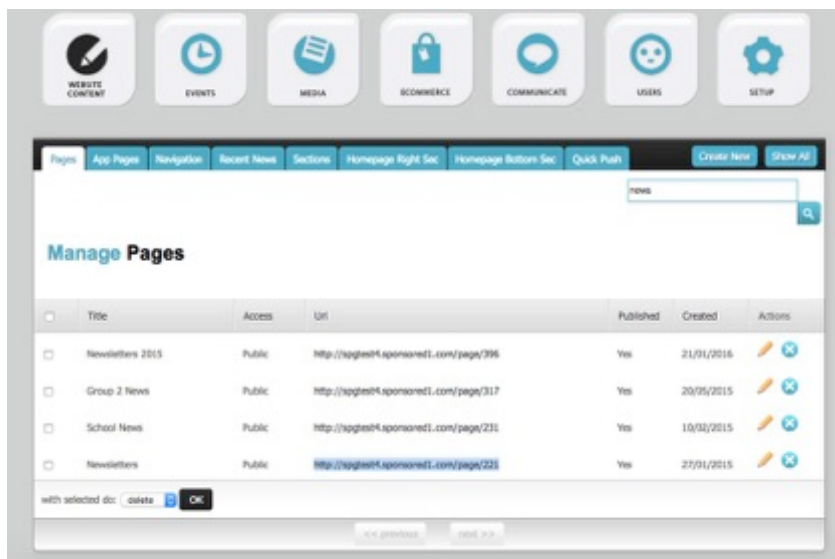 WEBSITE CONTENT
EVENTS
MEDIA
ECOMMERCE
COMMUNICATE
USERS
SETUP
Pages App Pages Navigation Recent News Sections Homepage Right Sec Homepage Bottom Sec Quick Push Create New Show All
news
Manage Pages
Title Access Url Published Created Actions
Newsletters 2015 Public http://spgtest4.sponsored1.com/page/396 Yes 21/01/2016
Group 2 News Public http://spgtest4.sponsored1.com/page/317 Yes 20/05/2015
School News Public http://spgtest4.sponsored1.com/page/231 Yes 10/02/2015
Newsletters Public http://spgtest4.sponsored1.com/page/221 Yes 27/01/2015
with selected do: delete OK
<< previous next >>